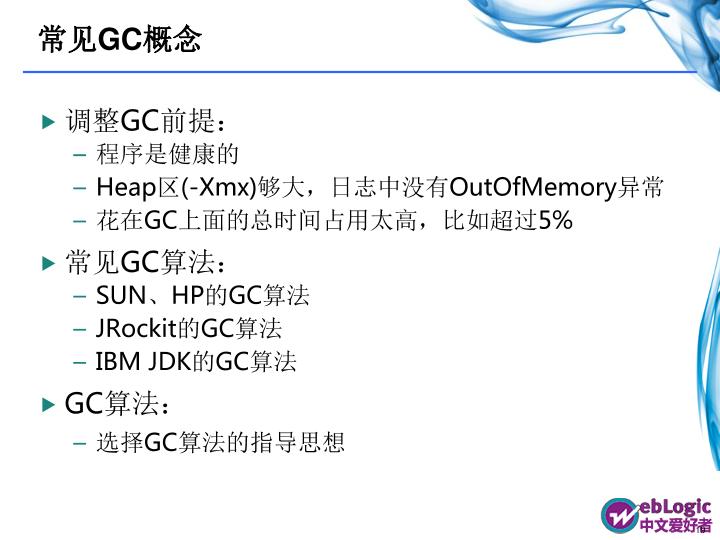 常见GC概念
调整GC前提：
– 程序是健康的
– Heap区(-Xmx)够大，日志中没有OutOfMemory异常
– 花在GC上面的总时间占用太高，比如超过5%
常见GC算法：
– SUN、HP的GC算法
– JRockit的GC算法
– IBM JDK的GC算法
GC算法：
– 选择GC算法的指导思想
WebLogic
中文爱好者